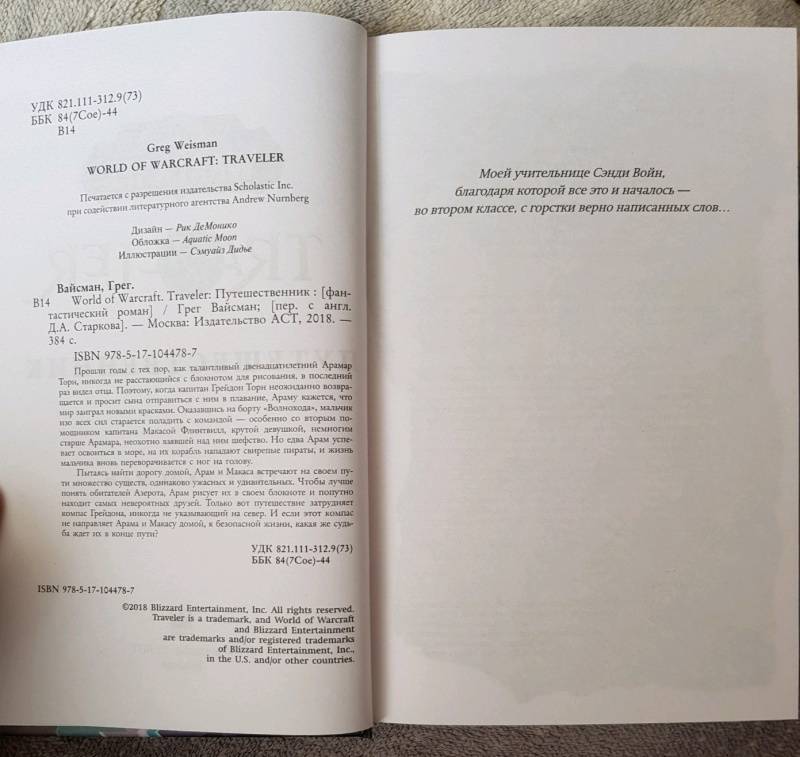 УДК 821.111-312.9(73)
ББК 84(7Сое)-44
В14
Greg Weisman
WORLD OF WARCRAFT: TRAVELER
Печатается с разрешения издательства Scholastic Inc.
при содействии литературного агентства Andrew Nurnberg
Дизайн — Рик ДеМонико
Обложка — Aquatic Moon
Иллюстрации — Сэмуайз Дидье
Вайсман, Грег.
В14 World of Warcraft. Traveler: Путешественник : [фан-
тастический роман] / Грег Вайсман; [пер. с англ.
Д.А. Старкова]. — Москва: Издательство АСТ, 2018. —
384 с.
ISBN 978-5-17-104478-7
Прошли годы с тех пор, как талантливый двенадцатилетний Арамар
Торн, никогда не расстающийся с блокнотом для рисования, в последний
раз видел отца. Поэтому, когда капитан Грейдон Торн неожиданно возвра-
щается и просит сына отправиться с ним в плавание, Араму кажется, что
мир заиграл новыми красками. Оказавшись на борту «Волнохода», мальчик
изо всех сил старается поладить с командой — особенно со вторым по-
мощником капитана Макасой Флинтвилл, крутой девушкой, немногим
старше Арамара, неохотно взявшей над ним шефство. Но едва Арам успе-
вает освоиться в море, на их корабль нападают свирепые пираты, и жизнь
мальчика вновь переворачивается с ног на голову.
Пытаясь найти дорогу домой, Арам и Макаса встречают на своем пу-
ти множество существ, одинаково ужасных и удивительных. Чтобы лучше
понять обитателей Азерота, Арам рисует их в своем блокноте и попутно
находит самых невероятных друзей. Только вот путешествие затрудняет
компас Грейдона, никогда не указывающий на север. И если этот компас
не направляет Арама и Макасу домой, к безопасной жизни, какая же судь-
ба ждет их в конце пути?
УДК 821.111-312.9(73)
ББК 84(7Сое)-44
ISBN 978-5-17-104478-7
©2018 Blizzard Entertainment, Inc. All rights reserved.
Traveler is a trademark, and World of Warcraft
and Blizzard Entertainment
are trademarks and/or registered trademarks
of Blizzard Entertainment, Inc.,
in the U.S. and/or other countries.
Моей учительнице Сэнди Войн,
благодаря которой все это и началось —
во втором классе, с горстки верно написанных слов...